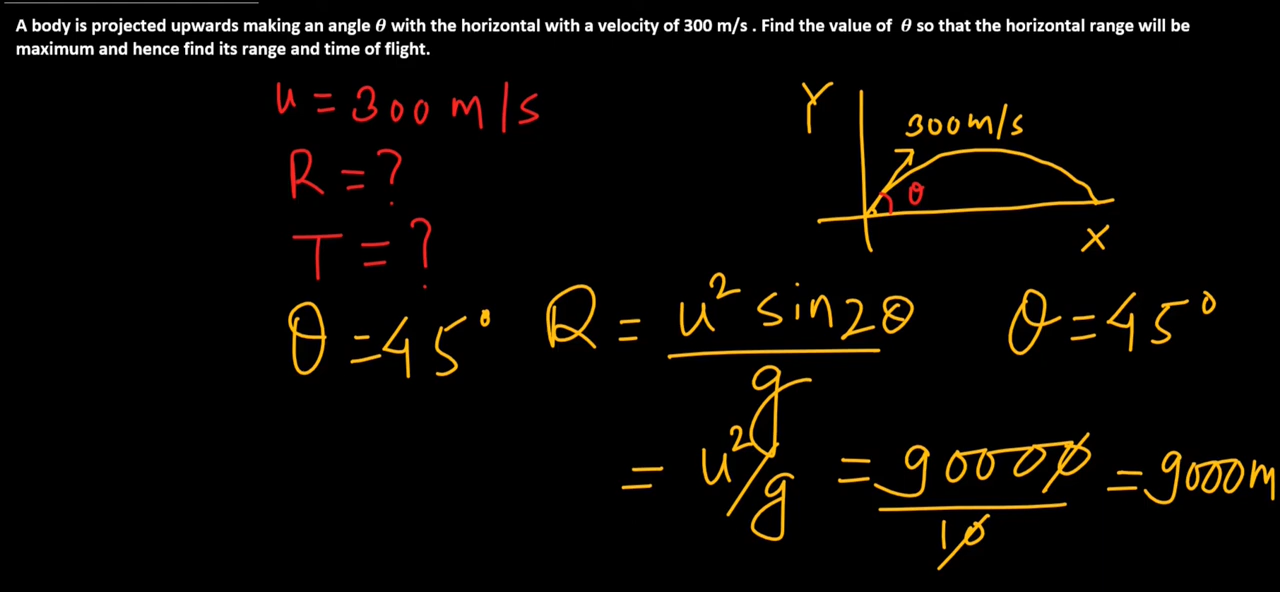 A body is projected upwards making an angle θ with the horizontal with a velocity of 300 m/s . Find the value of θ so that the horizontal range will be
maximum and hence find its range and time of flight.
u = 300 m/s
R = ?
T = ?
Y
300m/s
θ
X
θ = 45°
R = u² sin2θ / g
θ = 45°
= u²/g = 90000/10 = 9000m